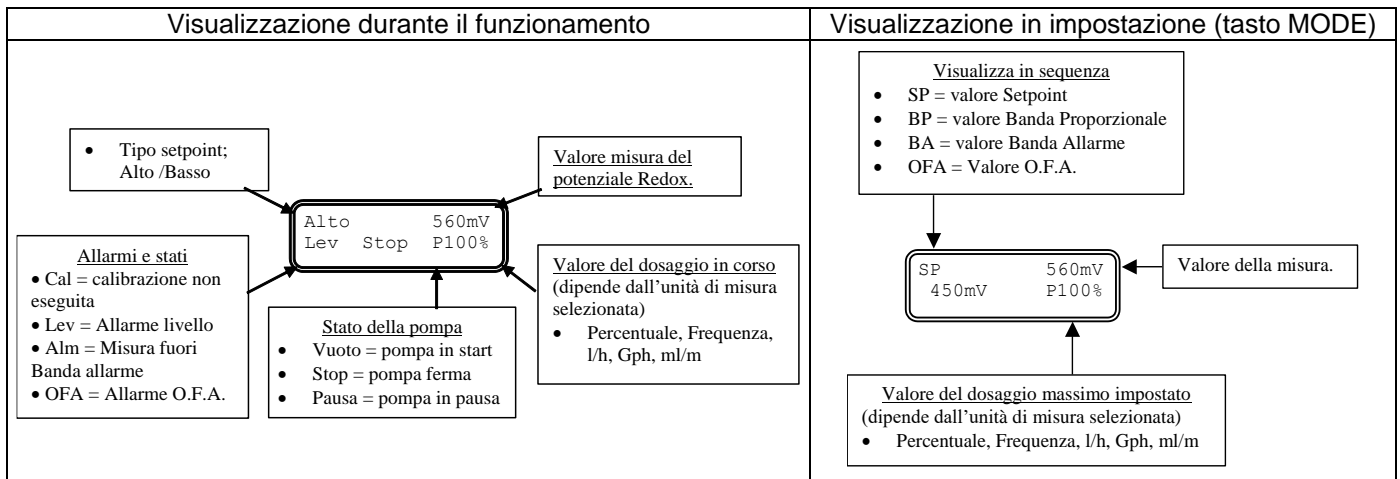 Visualizzazione durante il funzionamento
Visualizzazione in impostazione (tasto MODE)
• Tipo setpoint;
Alto /Basso
Valore misura del
potenziale Redox.
Alto 560mV
Lev Stop P100%
Allarmi e stati
• Cal = calibrazione non
eseguita
• Lev = Allarme livello
• Alm = Misura fuori
Banda allarme
• OFA = Allarme O.F.A.
Stato della pompa
• Vuoto = pompa in start
• Stop = pompa ferma
• Pausa = pompa in pausa
Valore del dosaggio in corso
(dipende dall'unità di misura
selezionata)
• Percentuale, Frequenza,
l/h, Gph, ml/m
Visualizza in sequenza
• SP = valore Setpoint
• BP = valore Banda Proporzionale
• BA = valore Banda Allarme
• OFA = Valore O.F.A.
SP 560mV
450mV P100%
Valore della misura.
Valore del dosaggio massimo impostato
(dipende dall'unità di misura selezionata)
• Percentuale, Frequenza, l/h, Gph, ml/m